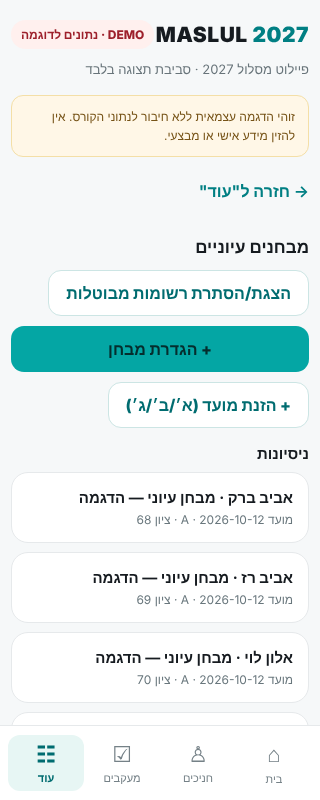 MASLUL 2027
DEMO · נתונים לדוגמה
פיילוט מסלול 2027 · סביבת תצוגה בלבד
זוהי הדגמה עצמאית ללא חיבור לנתוני הקורס. אין
להזין מידע אישי או מבצעי.
→ חזרה ל"עוד"
מבחנים עיוניים
הצגת/הסתרת רשומות מבוטלות
+ הגדרת מבחן
+ הזנת מועד (א׳/ב׳/ג׳)
ניסיונות
אביב ברק · מבחן עיוני — הדגמה
מועד A · 2026-10-12 · ציון 68
אביב רז · מבחן עיוני — הדגמה
מועד A · 2026-10-12 · ציון 69
אלון לוי · מבחן עיוני — הדגמה
מועד A · 2026-10-12 · ציון 70
בית
חניכים
מעקבים
עוד